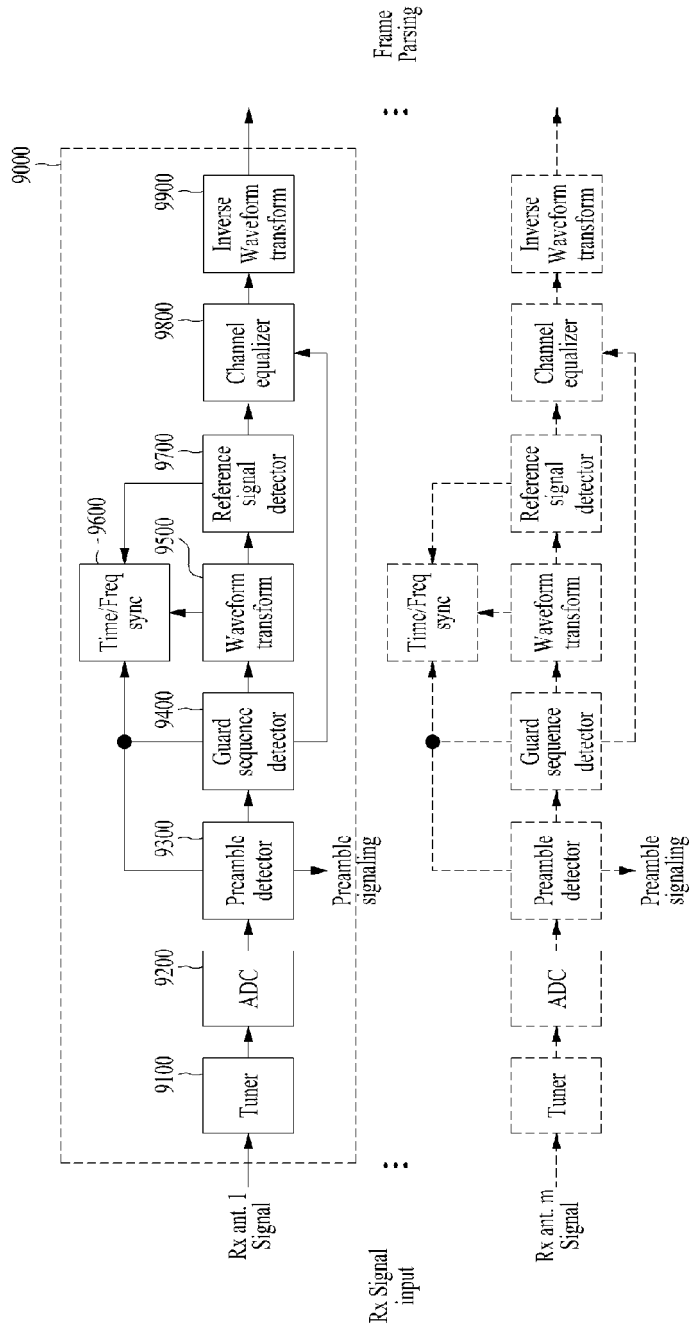 9000
9100
9200
9300
9400
9500
9600
9700
9800
9900
Rx Signal
input
Rx ant. 1
Signal
Tuner
ADC
Preamble
detector
Preamble
signaling
Guard
sequence
detector
Waveform
transform
Time/Freq
sync
Reference
signal
detector
Channel
equalizer
Inverse
Waveform
transform
Frame
Parsing
Rx ant. m
Signal
Tuner
ADC
Preamble
detector
Preamble
signaling
Guard
sequence
detector
Waveform
transform
Time/Freq
sync
Reference
signal
detector
Channel
equalizer
Inverse
Waveform
transform